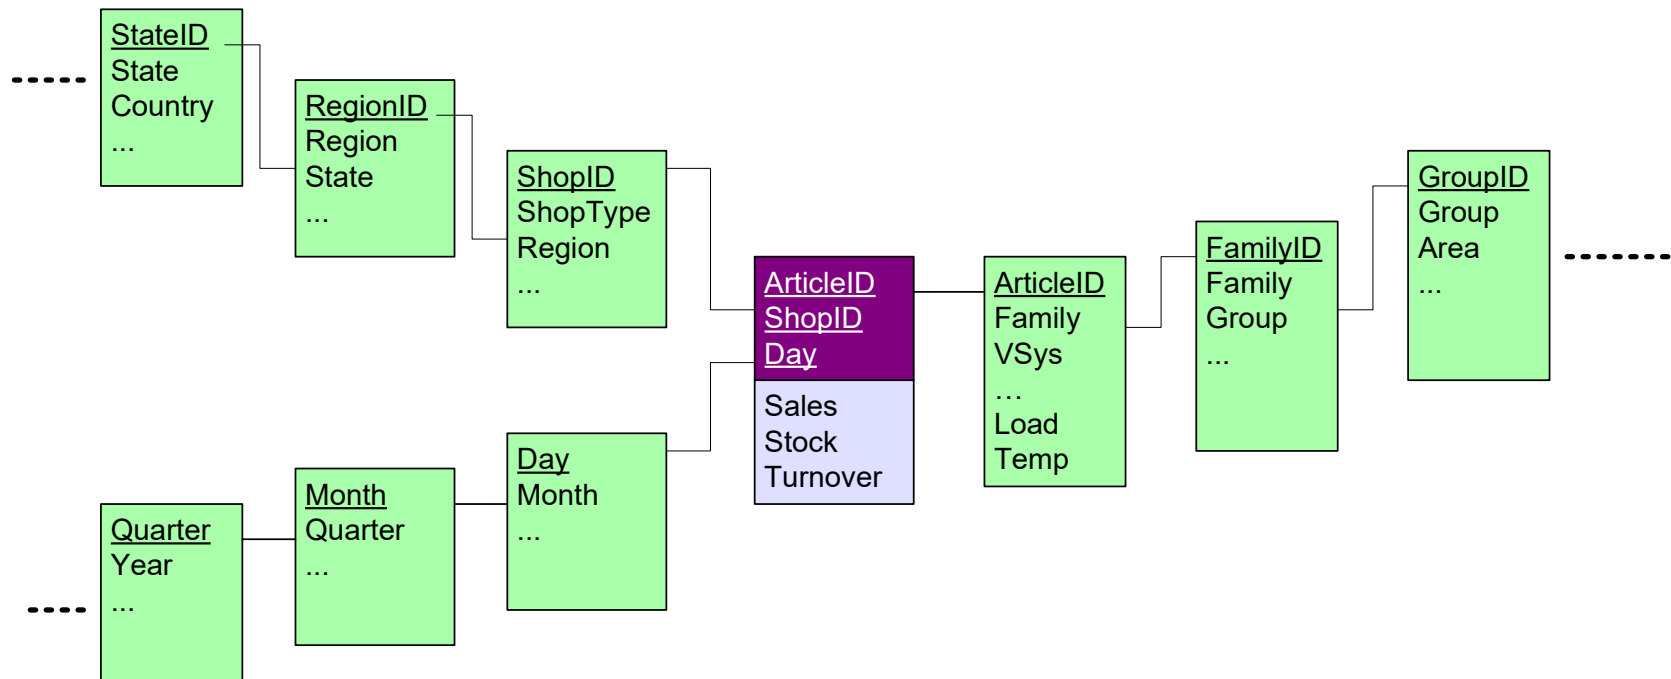 StateID
State
Country
...
RegionID
Region
State
...
ShopID
ShopType
Region
...
ArticleID
ShopID
Day
Sales
Stock
Turnover
ArticleID
Family
VSys
...
Load
Temp
FamilyID
Family
Group
...
GroupID
Group
Area
...
Quarter
Year
...
Month
Quarter
...
Day
Month
...